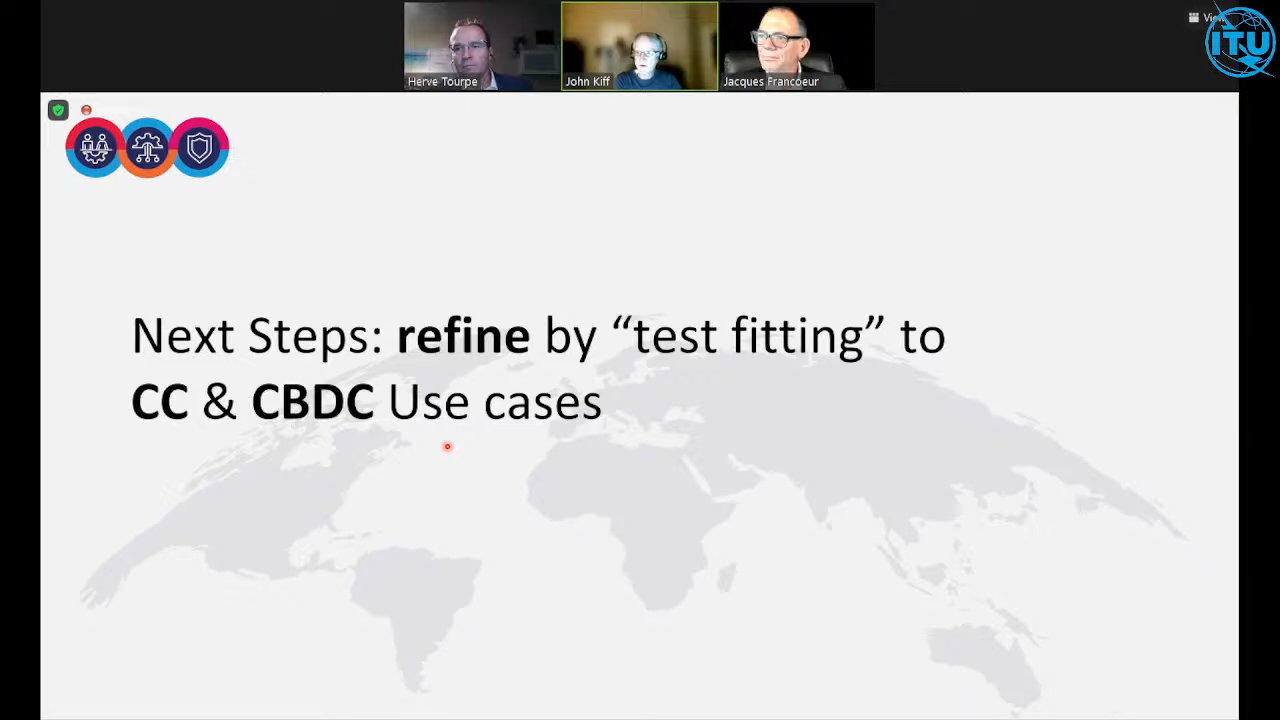 Herve Tourpe
John Kiff
Jacques Francoeur
ITU
Next Steps: refine by “test fitting” to
CC & CBDC Use cases